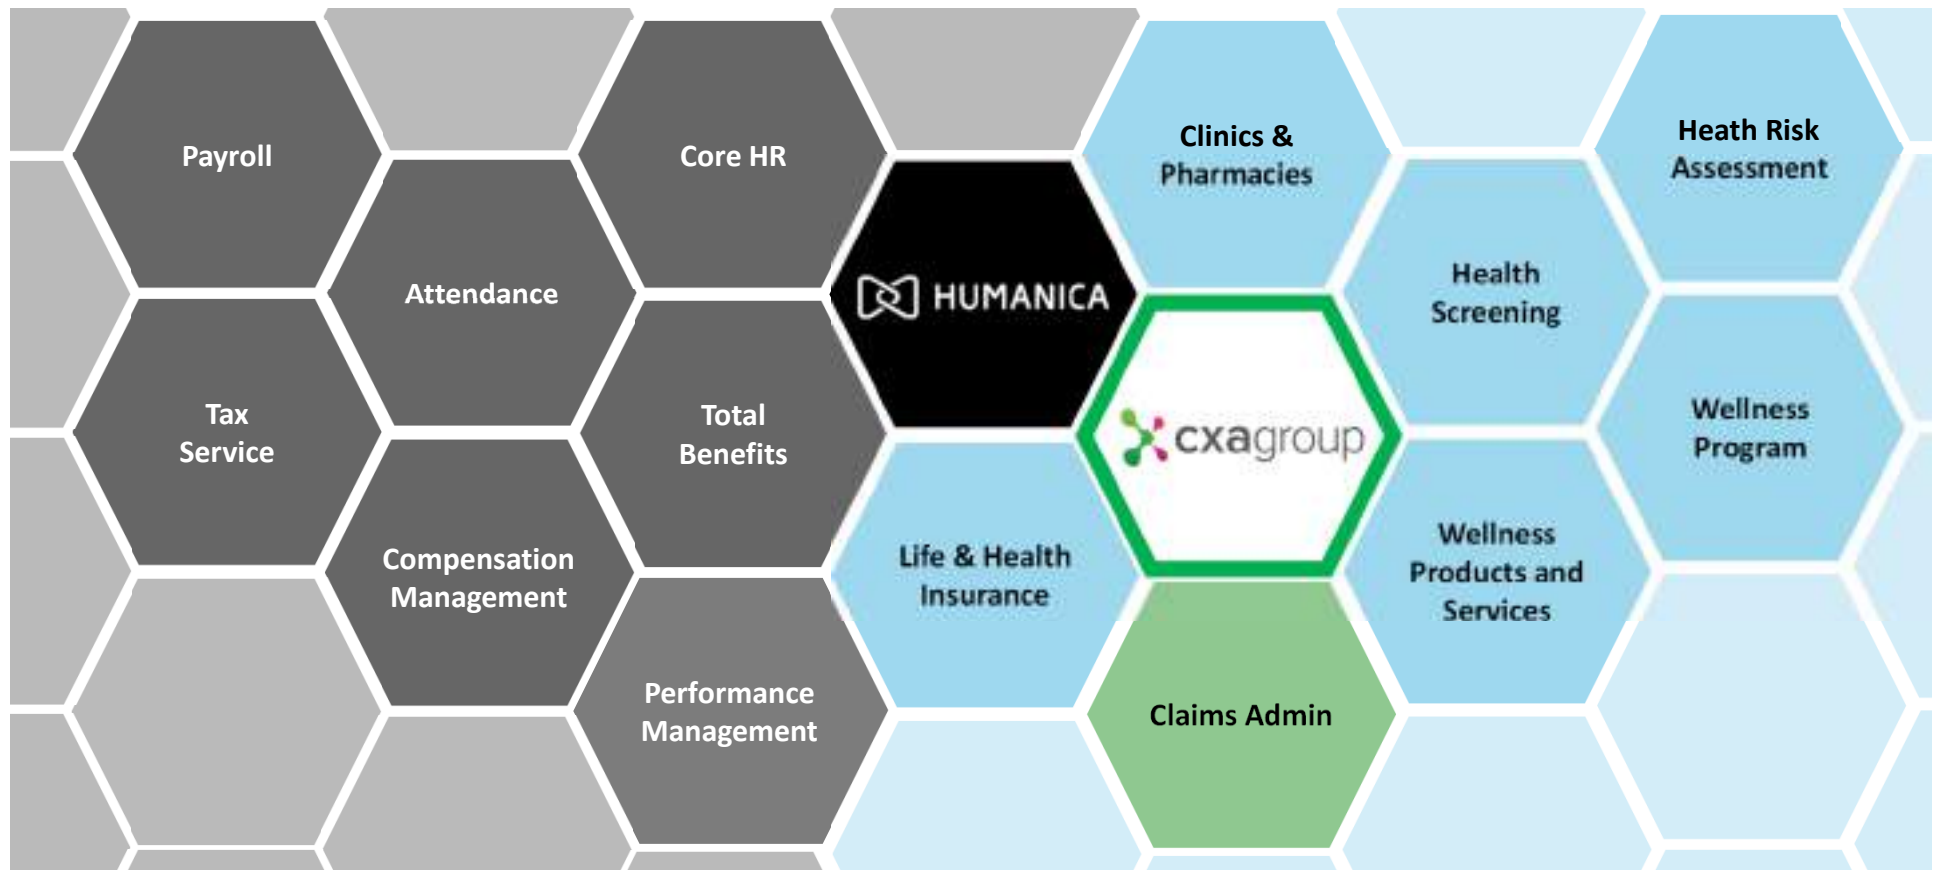 Payroll
Core HR
Clinics &
Pharmacies
Heath Risk
Assessment
Attendance
HUMANICA
Health
Screening
Tax
Service
Total
Benefits
cxagroup
Wellness
Program
Compensation
Management
Life & Health
Insurance
Wellness
Products and
Services
Performance
Management
Claims Admin